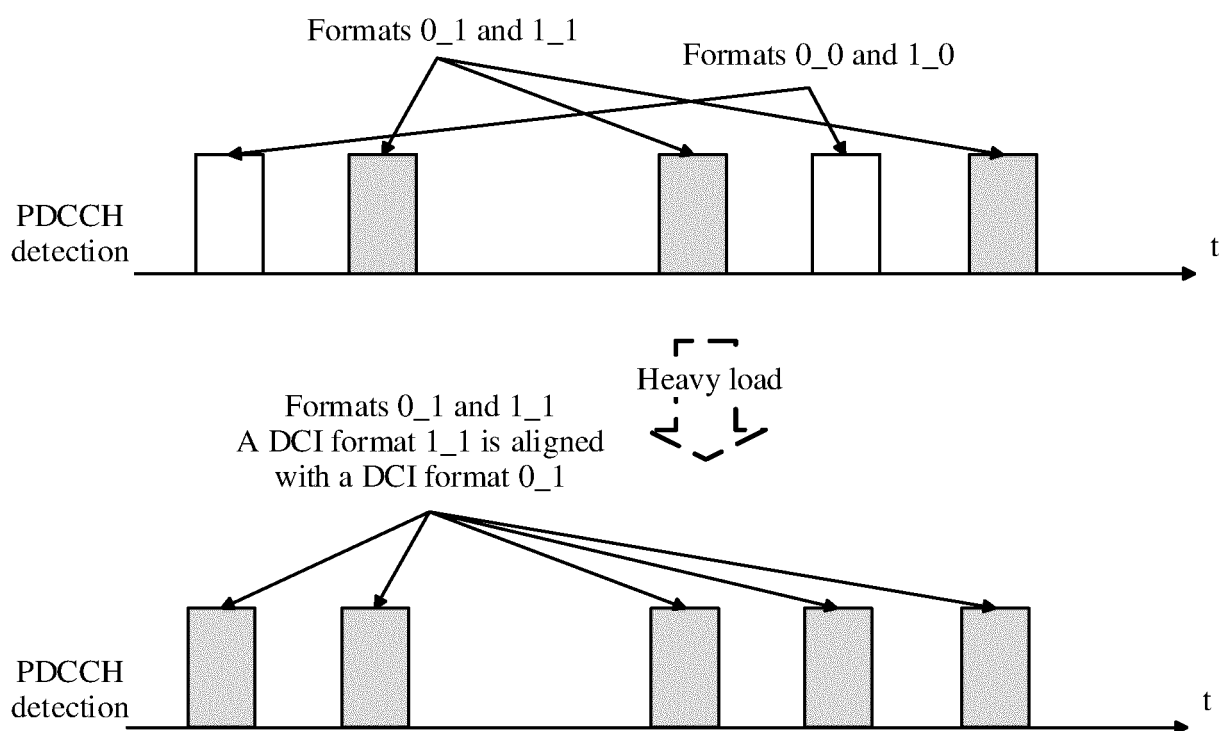 Formats 0_1 and 1_1
Formats 0_0 and 1_0
PDCCH
detection
t
Heavy load
Formats 0_1 and 1_1
A DCI format 1_1 is aligned
with a DCI format 0_1
PDCCH
detection
t